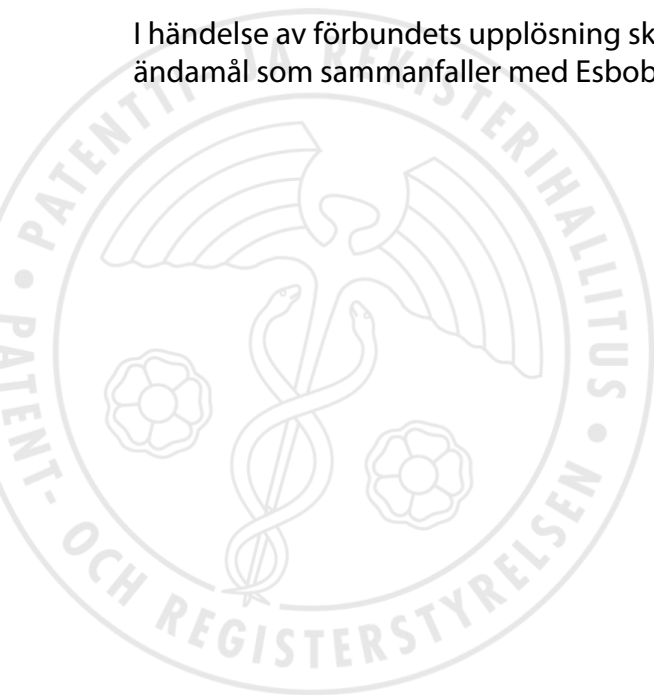 I händelse av förbundets upplösning sk
ändamål som sammanfaller med Esbob
PATENTTI- JA REKISTERIHALLITUS
PATENT- OCH REGISTERSTYRELSEN